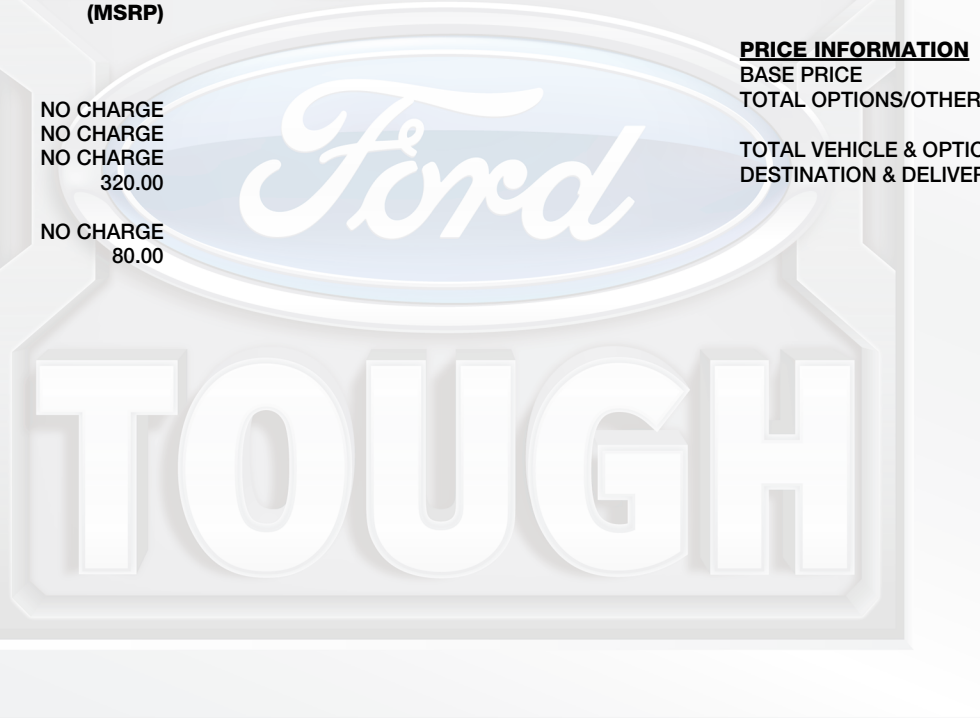 (MSRP)
NO CHARGE
NO CHARGE
NO CHARGE
320.00
NO CHARGE
80.00
PRICE INFORMATION
BASE PRICE
TOTAL OPTIONS/OTHER
TOTAL VEHICLE & OPTIO
DESTINATION & DELIVER
Ford
TOUGH